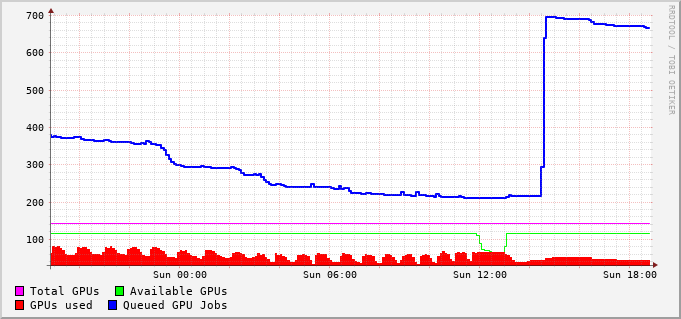 700
600
500
400
300
200
100
Sun 00:00 Sun 06:00 Sun 12:00 Sun 18:00
Total GPUs Available GPUs
GPUs used Queued GPU Jobs
RRDTOOL / TOBI OETIKER